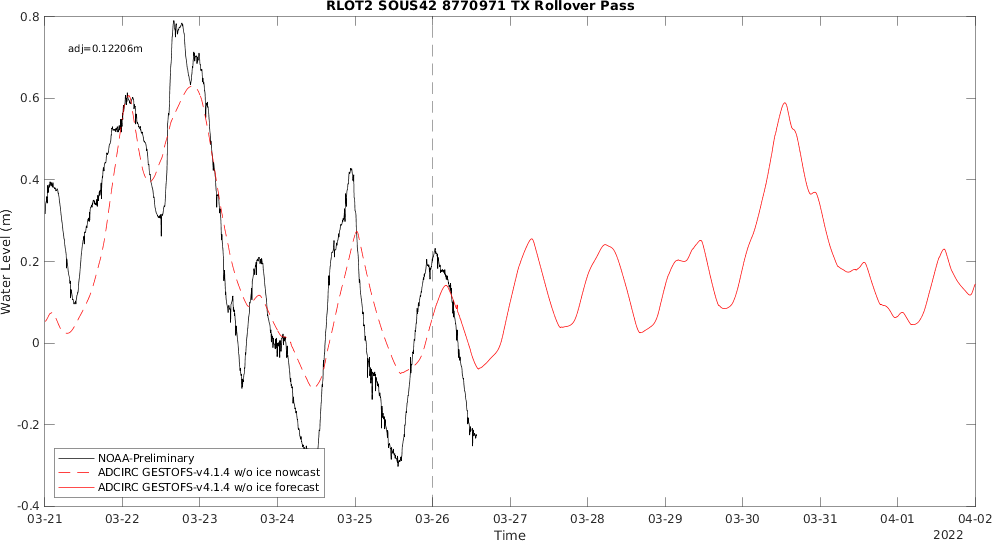 RLOT2 SOUS42 8770971 TX Rollover Pass
adj=0.12206m
0.8
0.6
0.4
0.2
0
-0.2
-0.4
Water Level (m)
NOAA-Preliminary
ADCIRC GESTOFS-v4.1.4 w/o ice nowcast
ADCIRC GESTOFS-v4.1.4 w/o ice forecast
03-21 03-22 03-23 03-24 03-25 03-26 03-27 03-28 03-29 03-30 03-31 04-01 04-02
Time
2022